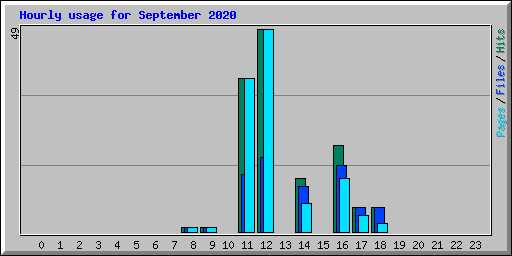 Hourly usage for September 2020
49
Pages/Files/Hits
0 1 2 3 4 5 6 7 8 9 10 11 12 13 14 15 16 17 18 19 20 21 22 23